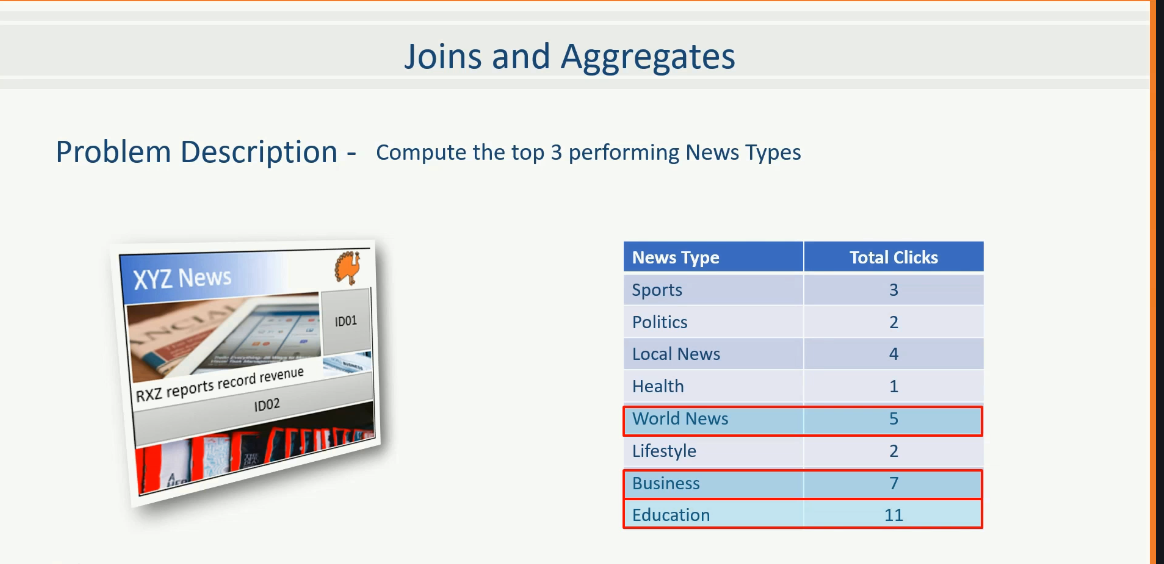 Joins and Aggregates
Problem Description - Compute the top 3 performing News Types
XYZ News
ID01
RXZ reports record revenue
ID02
News Type Total Clicks
Sports 3
Politics 2
Local News 4
Health 1
World News 5
Lifestyle 2
Business 7
Education 11